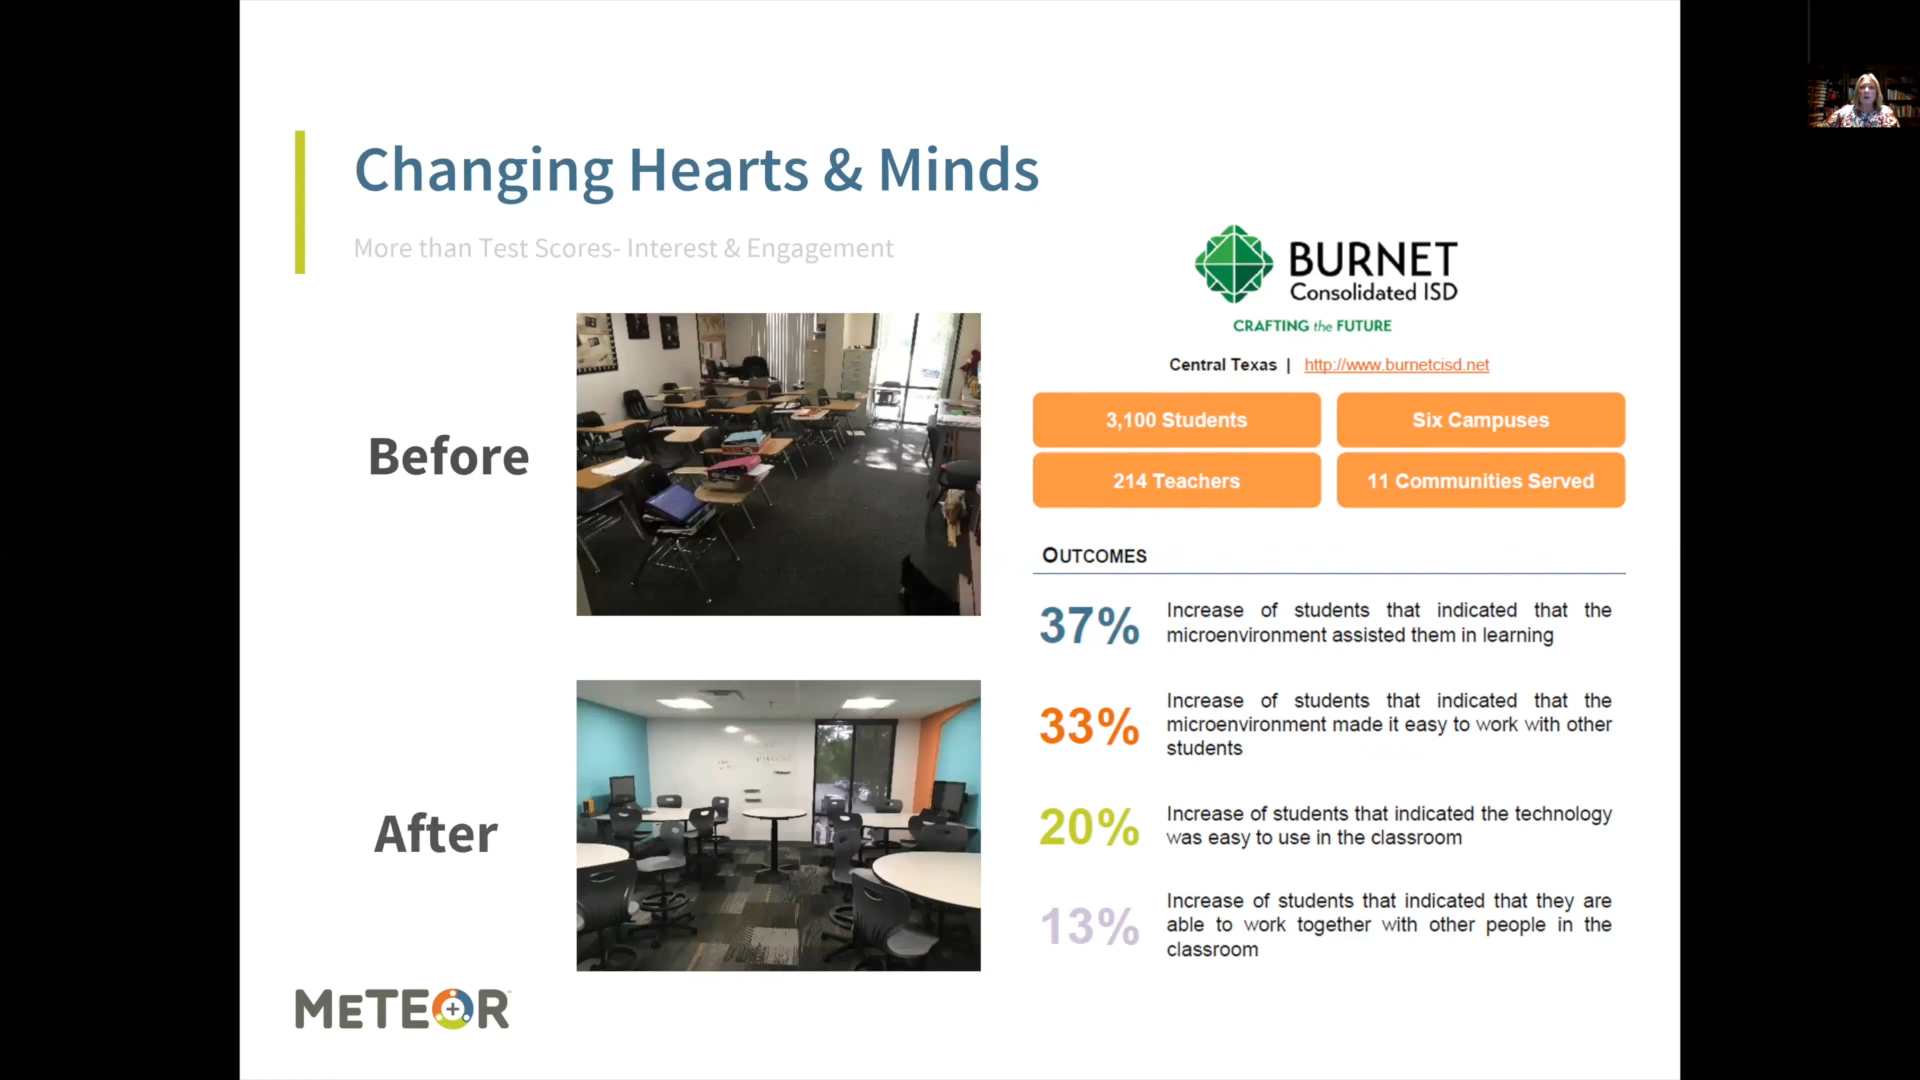 Changing Hearts & Minds
More than Test Scores- Interest & Engagement
Before
After
METEOR
BURNET
Consolidated ISD
CRAFTING the FUTURE
Central Texas | http://www.burnetcisd.net
3,100 Students
Six Campuses
214 Teachers
11 Communities Served
OUTCOMES
37%
Increase of students that indicated that the
microenvironment assisted them in learning
33%
Increase of students that indicated that the
microenvironment made it easy to work with other
students
20%
Increase of students that indicated the technology
was easy to use in the classroom
13%
Increase of students that indicated that they are
able to work together with other people in the
classroom